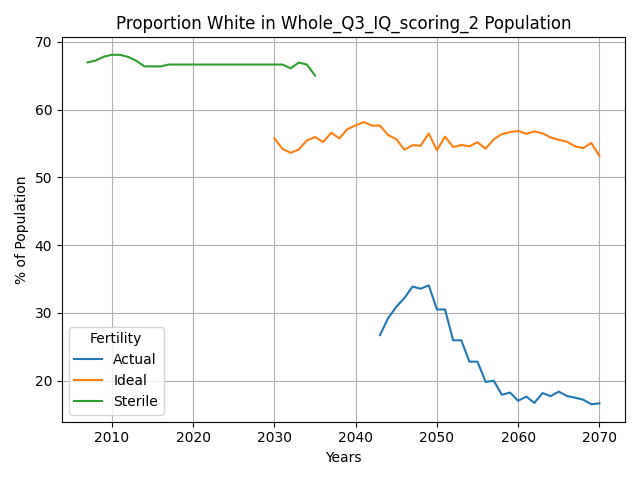 Proportion White in Whole_Q3_IQ_scoring_2 Population
% of Population
70
60
50
40
30
20
Fertility
Actual
Ideal
Sterile
2010 2020 2030 2040 2050 2060 2070
Years